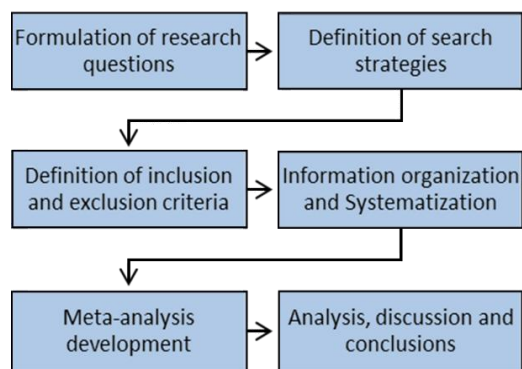 Formulation of research
questions
Definition of search
strategies
Definition of inclusion
and exclusion criteria
Information organization
and Systematization
Meta-analysis
development
Analysis, discussion and
conclusions